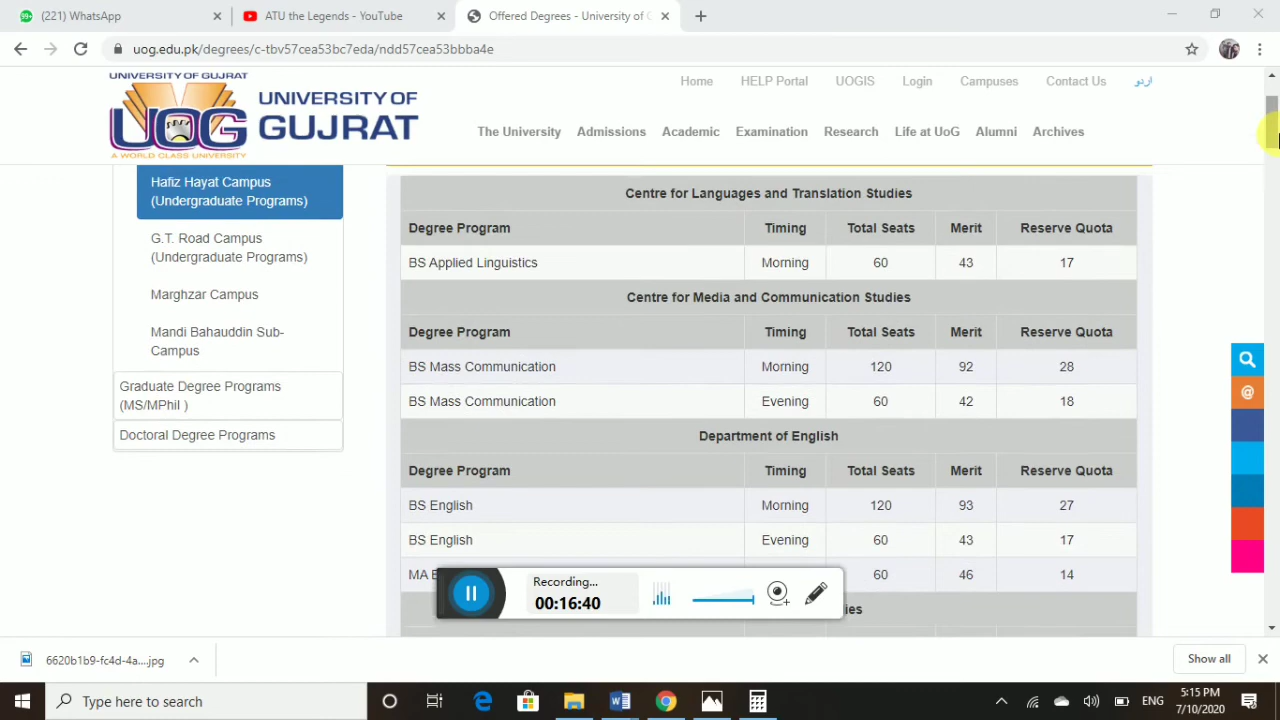 (221) WhatsApp
ATU the Legends - YouTube
Offered Degrees - University of
uog.edu.pk/degrees/c-tbv57cea53bc7eda/ndd57cea53bbba4e
UNIVERSITY OF GUJRAT
UOG
A WORLD CLASS UNIVERSITY
UNIVERSITY OF
GUJRAT
Home HELP Portal UOGIS Login Campuses Contact Us اردو
The University Admissions Academic Examination Research Life at UoG Alumni Archives
Hafiz Hayat Campus
(Undergraduate Programs)
G.T. Road Campus
(Undergraduate Programs)
Marghzar Campus
Mandi Bahauddin Sub-
Campus
Graduate Degree Programs
(MS/MPhil )
Doctoral Degree Programs
Centre for Languages and Translation Studies
Degree Program Timing Total Seats Merit Reserve Quota
BS Applied Linguistics Morning 60 43 17
Centre for Media and Communication Studies
Degree Program Timing Total Seats Merit Reserve Quota
BS Mass Communication Morning 120 92 28
BS Mass Communication Evening 60 42 18
Department of English
Degree Program Timing Total Seats Merit Reserve Quota
BS English Morning 120 93 27
BS English Evening 60 43 17
MA 60 46 14
Recording...
00:16:40
@
6620b1b9-fc4d-4a....jpg
Show all
Type here to search
ENG
5:15 PM
7/10/2020